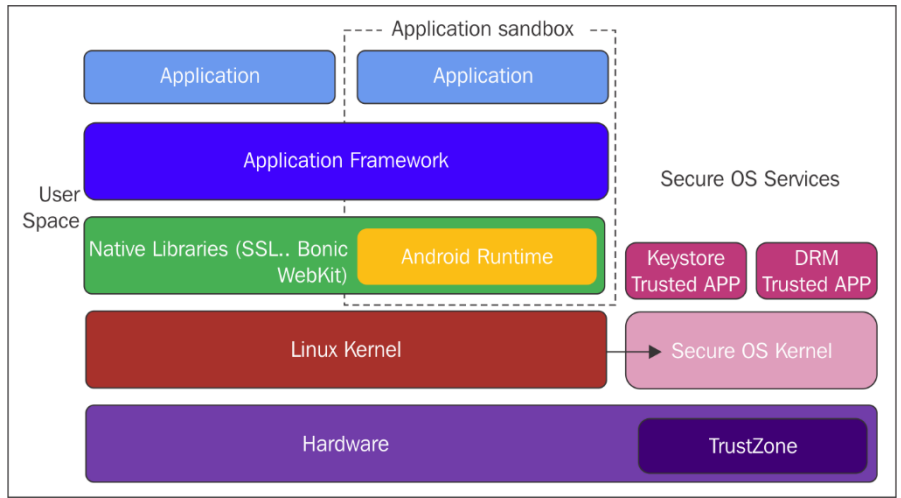 Application sandbox
Application
Application
Application Framework
User
Space
Secure OS Services
Native Libraries (SSL.. Bonic
WebKit)
Android Runtime
Keystore
Trusted APP
DRM
Trusted APP
Linux Kernel
Secure OS Kernel
Hardware
TrustZone